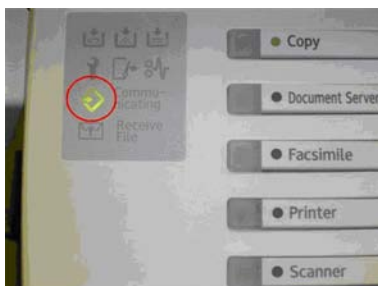 Copy
Commu-
nicating
Document Server
Receive
File
Facsimile
Printer
Scanner